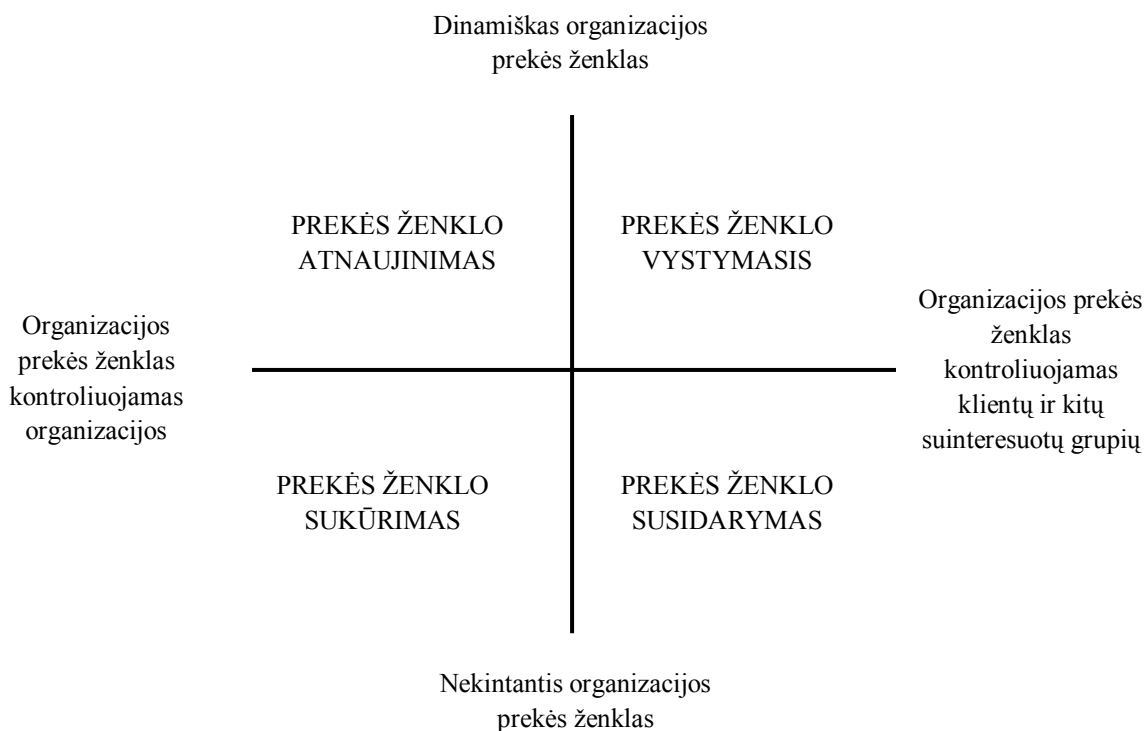 Dinamiškas organizacijos
prekės ženklas
PREKĖS ŽENKLO
ATNAUJINIMAS
PREKĖS ŽENKLO
VYSTYMASIS
Organizacijos
prekės ženklas
kontroliuojamas
organizacijos
Organizacijos prekės
ženklas
kontroliuojamas
klientų ir kitų
suinteresuotų grupių
PREKĖS ŽENKLO
SUKŪRIMAS
PREKĖS ŽENKLO
SUSIDARYMAS
Nekintantis organizacijos
prekės ženklas